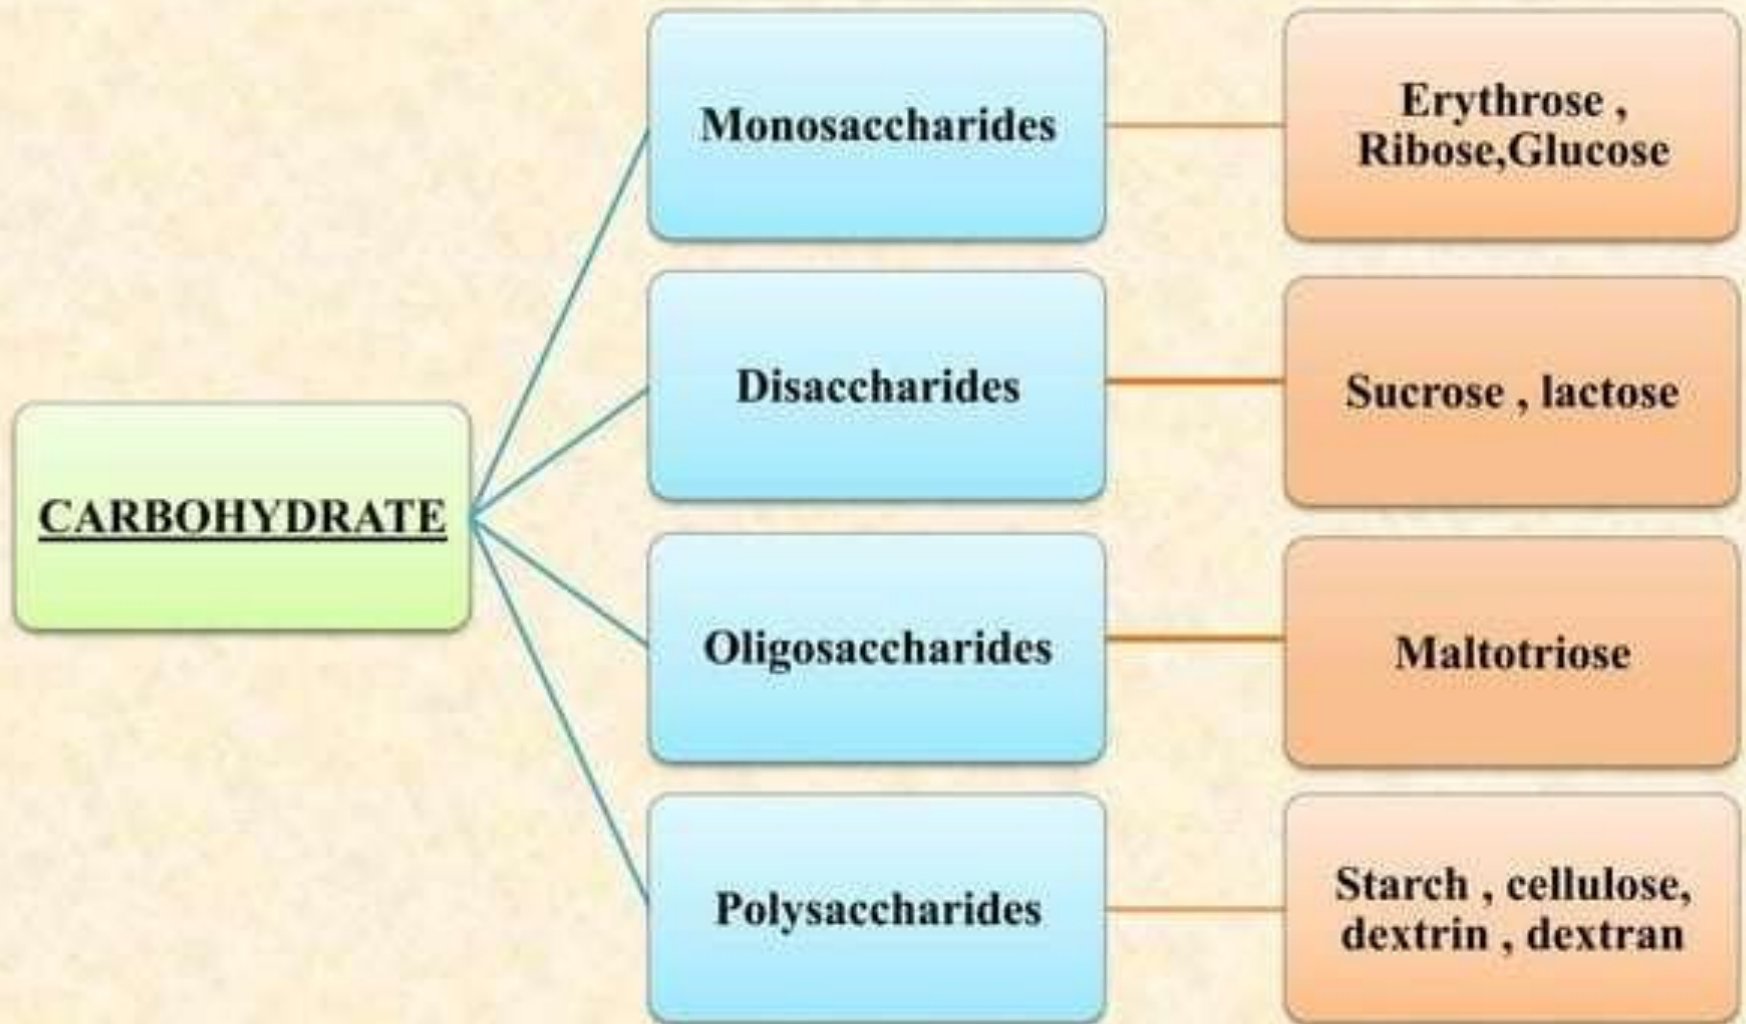 CARBOHYDRATE
Monosaccharides
Erythrose ,
Ribose,Glucose
Disaccharides
Sucrose , lactose
Oligosaccharides
Maltotriose
Polysaccharides
Starch , cellulose,
dextrin , dextran